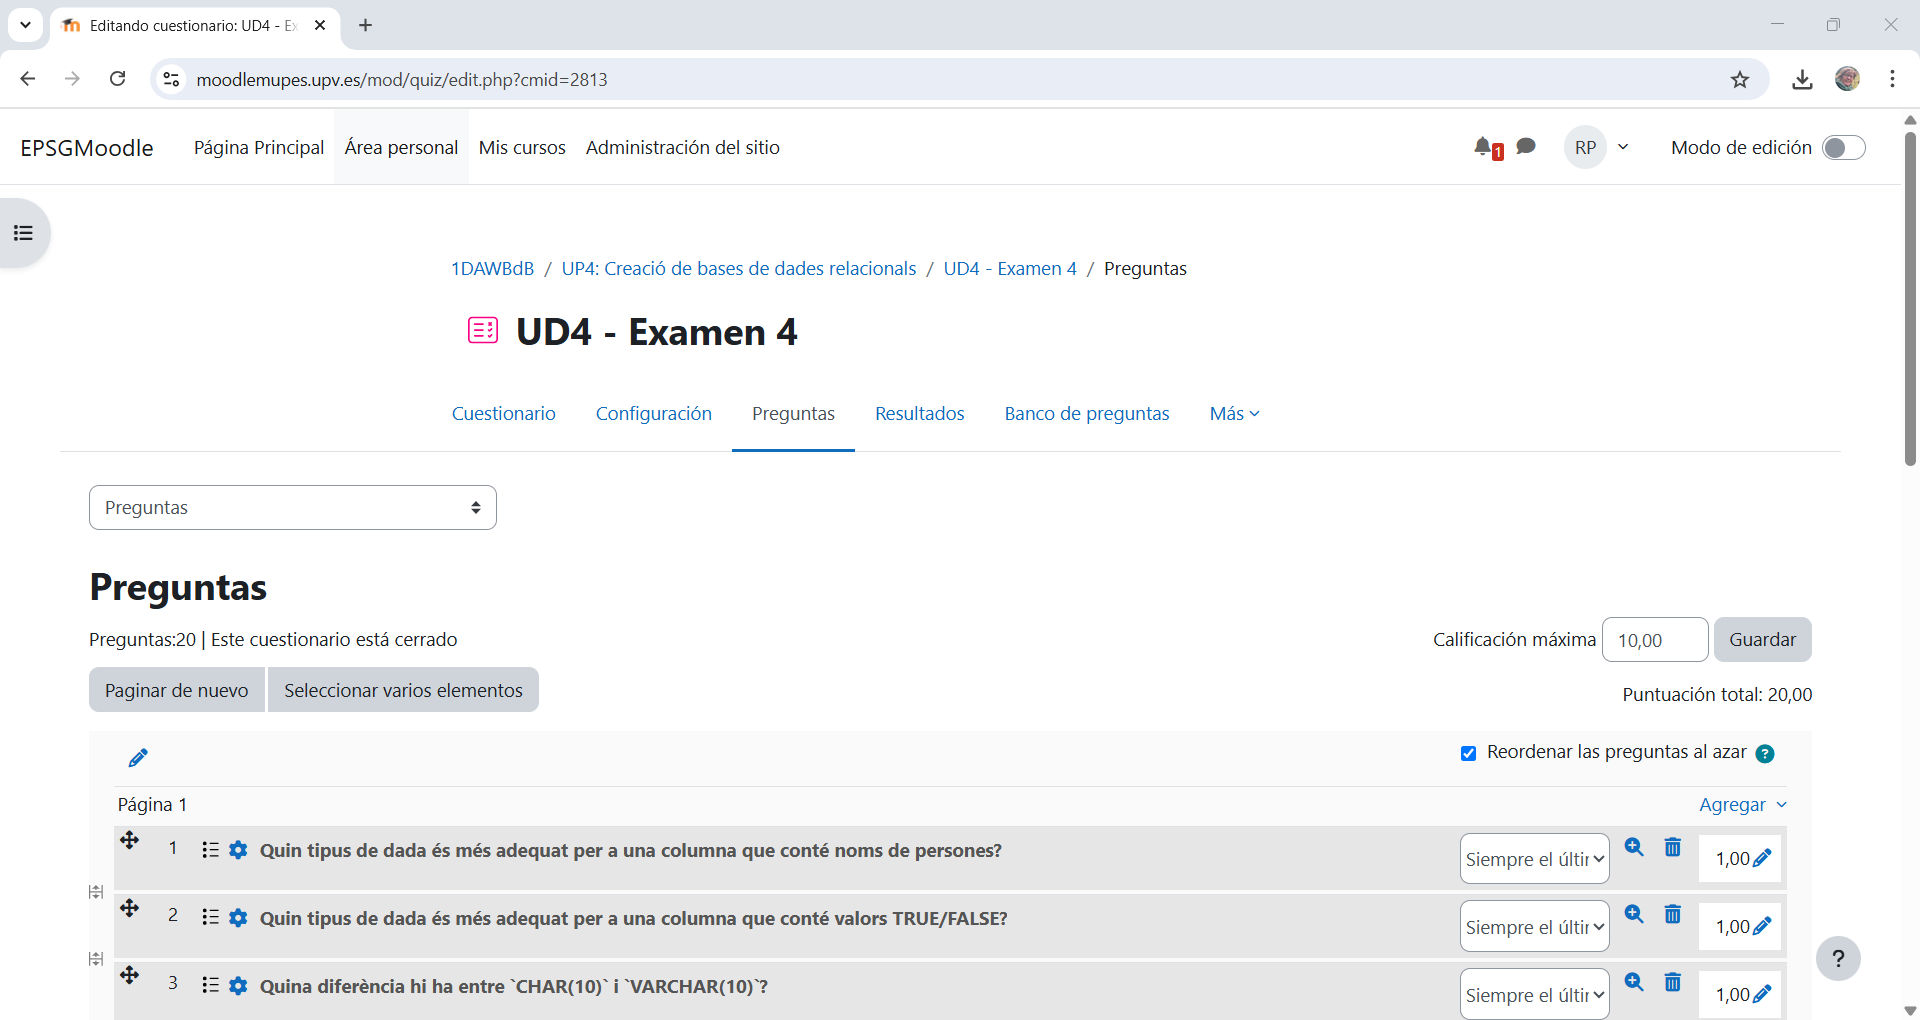 Editando cuestionario: UD4 - Ex
moodlemupes.upv.es/mod/quiz/edit.php?cmid=2813
EPSGMoodle Página Principal Área personal Mis cursos Administración del sitio 1 RP Modo de edición
1DAWBdB / UP4: Creació de bases de dades relacionals / UD4 - Examen 4 / Preguntas
UD4 - Examen 4
Cuestionario Configuración Preguntas Resultados Banco de preguntas Más
Preguntas
Preguntas
Preguntas:20 | Este cuestionario está cerrado Calificación máxima 10,00 Guardar
Paginar de nuevo Seleccionar varios elementos Puntuación total: 20,00
Reordenar las preguntas al azar ?
Página 1 Agregar
1 Quin tipus de dada és més adequat per a una columna que conté noms de persones? Siempre el últir 1,00
2 Quin tipus de dada és més adequat per a una columna que conté valors TRUE/FALSE? Siempre el últir 1,00
?
3 Quina diferència hi ha entre `CHAR(10)` i `VARCHAR(10)`? Siempre el últir 1,00